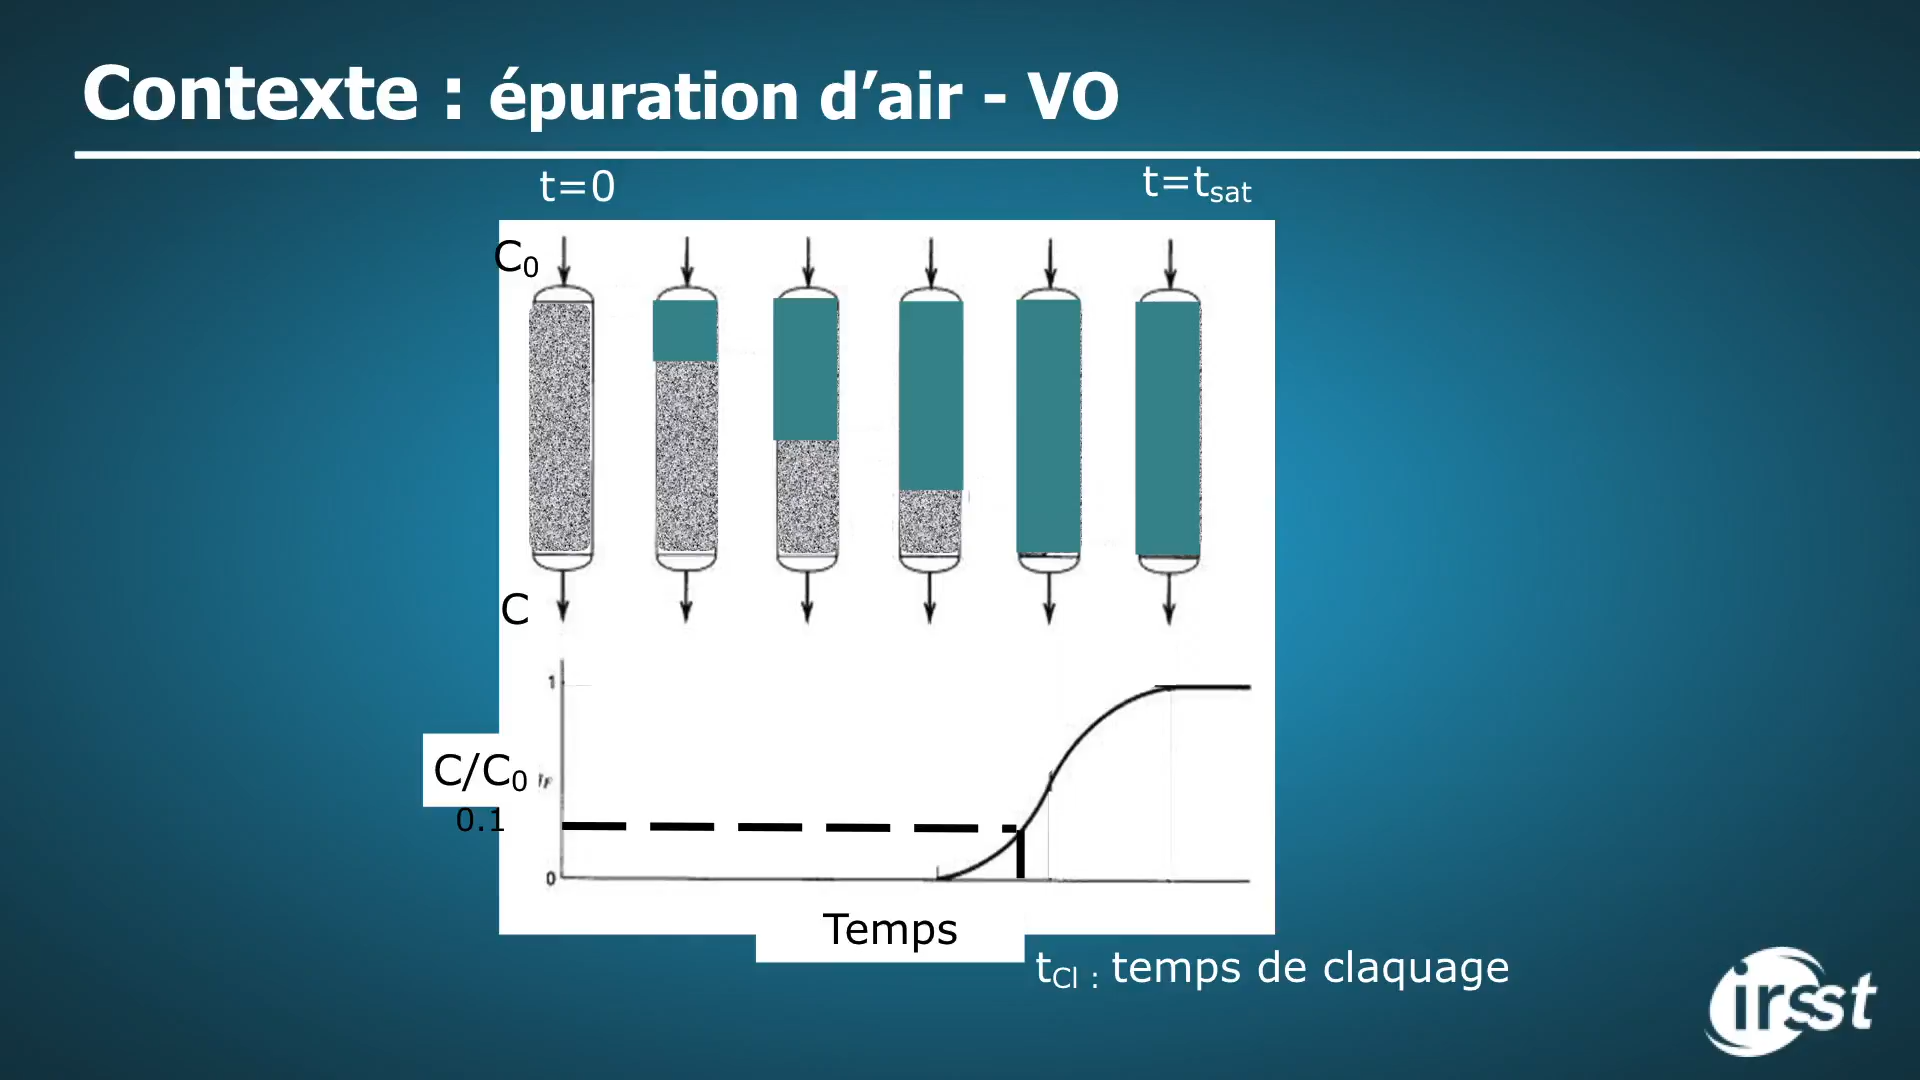 Contexte : épuration d’air - VO
t=0
t=tsat
C0
C
1
C/C0
0.1
0
Temps
tCl : temps de claquage
irsst